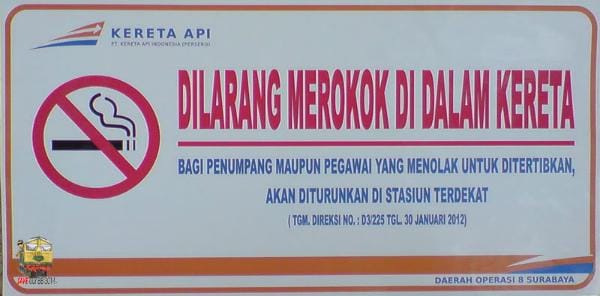 KERETA API
PT. KERETA API INDONESIA (PERSERO)
DILARANG MEROKOK DI DALAM KERETA
BAGI PENUMPANG MAUPUN PEGAWAI YANG MENOLAK UNTUK DITERTIBKAN,
AKAN DITURUNKAN DI STASIUN TERDEKAT
( TGM. DIREKSI NO. : D3/225 TGL. 30 JANUARI 2012)
DAERAH OPERASI 8 SURABAYA